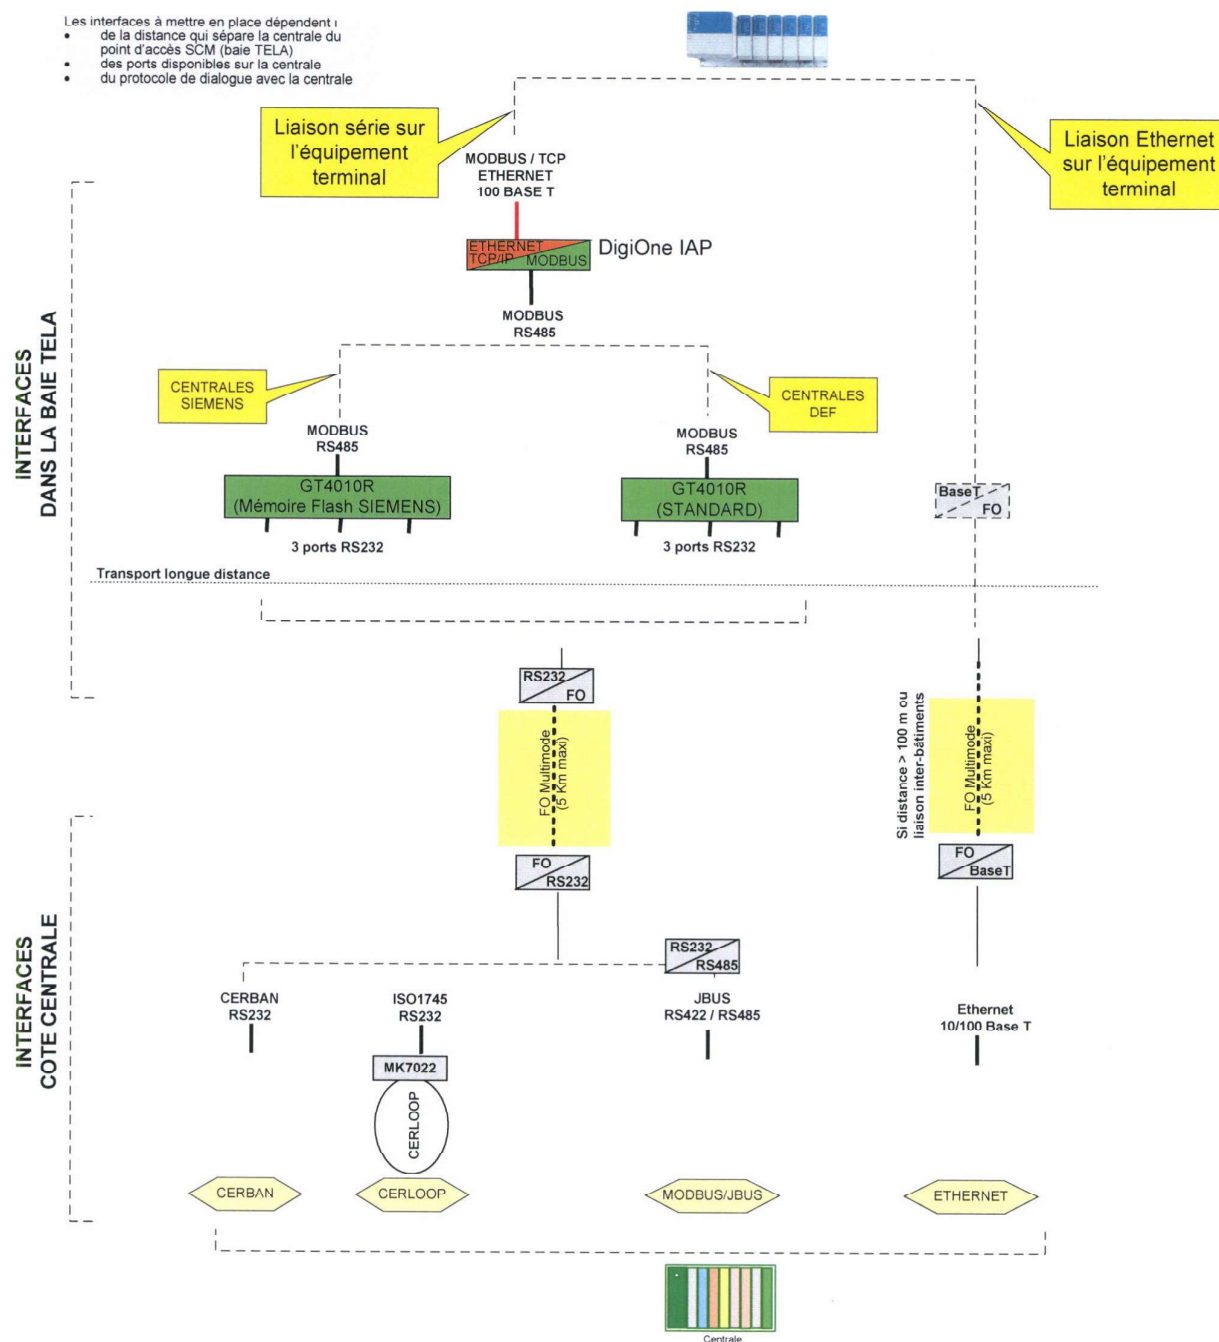 Les interfaces à mettre en place dépendent :
• de la distance qui sépare la centrale du
point d'accès SCM (baie TELA)
• des ports disponibles sur la centrale
• du protocole de dialogue avec la centrale
Liaison série sur
l'équipement
terminal
MODBUS / TCP
ETHERNET
100 BASE T
Liaison Ethernet
sur l'équipement
terminal
ETHERNET
TCP/IP
MODBUS
DigiOne IAP
MODBUS
RS485
INTERFACES
DANS LA BAIE TELA
CENTRALES
SIEMENS
CENTRALES
DEF
MODBUS
RS485
MODBUS
RS485
GT4010R
(Mémoire Flash SIEMENS)
GT4010R
(STANDARD)
BaseT
FO
3 ports RS232
3 ports RS232
Transport longue distance
RS232
FO
FO Multimode
(5 Km maxi)
Si distance > 100 m ou
liaison inter-bâtiments
FO Multimode
(5 Km maxi)
FO
RS232
FO
BaseT
INTERFACES
COTE CENTRALE
RS232
RS485
CERBAN
RS232
ISO1745
RS232
JBUS
RS422 / RS485
Ethernet
10/100 Base T
MK7022
CERLOOP
CERBAN
CERLOOP
MODBUS/JBUS
ETHERNET
Centrale